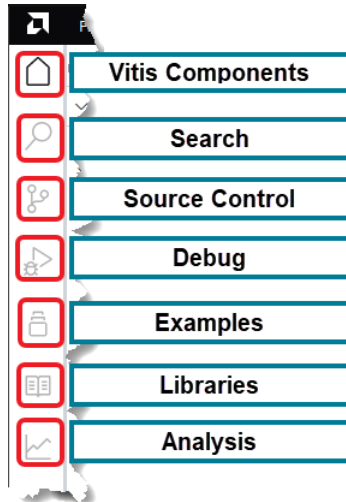 Vitis Components
Search
Source Control
Debug
Examples
Libraries
Analysis